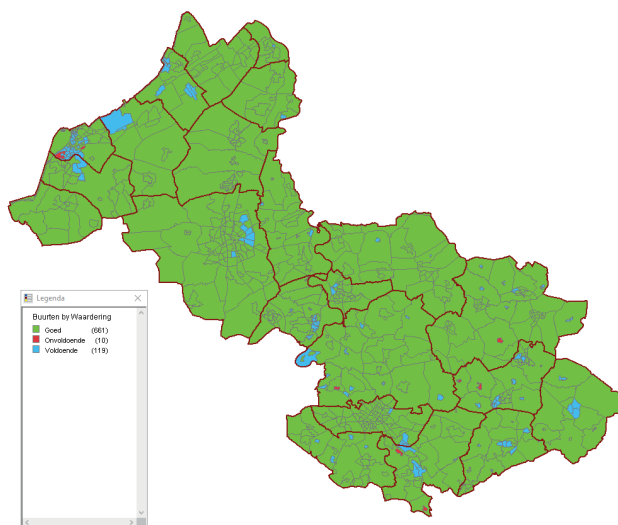 Legenda
Buurten by Waardering
Goed (661)
Onvoldoende (10)
Voldoende (119)